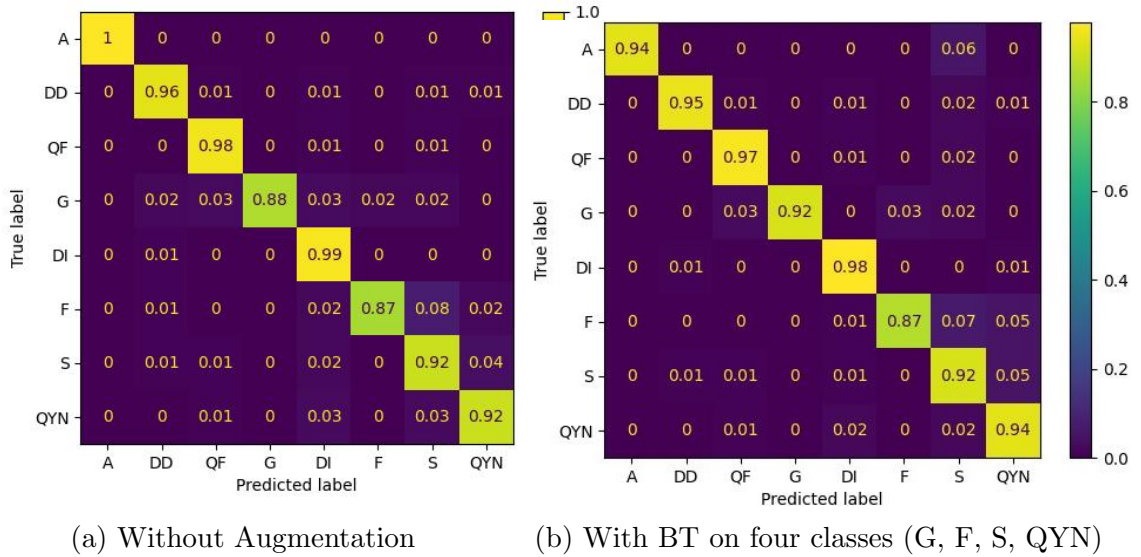 1.0
A 1 0 0 0 0 0 0 0
DD 0 0.96 0.01 0 0.01 0 0.01 0.01
QF 0 0 0.98 0 0.01 0 0.01 0
G 0 0.02 0.03 0.88 0.03 0.02 0.02 0
DI 0 0.01 0 0 0.99 0 0 0
F 0 0.01 0 0 0.02 0.87 0.08 0.02
S 0 0.01 0.01 0 0.02 0 0.92 0.04
QYN 0 0 0.01 0 0.03 0 0.03 0.92
A DD QF G DI F S QYN
Predicted label
True label
(a) Without Augmentation
A 0.94 0 0 0 0 0 0.06 0
DD 0 0.95 0.01 0 0.01 0 0.02 0.01
QF 0 0 0.97 0 0.01 0 0.02 0
G 0 0 0.03 0.92 0 0.03 0.02 0
DI 0 0.01 0 0 0.98 0 0 0.01
F 0 0 0 0 0.01 0.87 0.07 0.05
S 0 0.01 0.01 0 0.01 0 0.92 0.05
QYN 0 0 0.01 0 0.02 0 0.02 0.94
A DD QF G DI F S QYN
Predicted label
True label
0.8
0.6
0.4
0.2
0.0
(b) With BT on four classes (G, F, S, QYN)